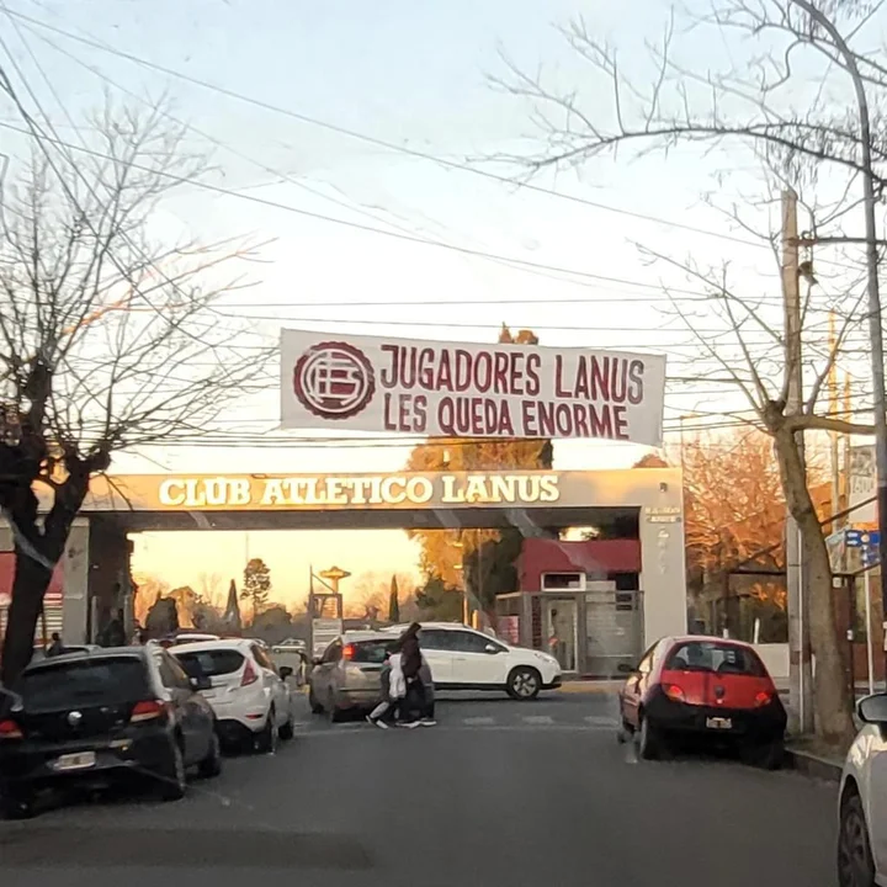 JUGADORES LANUS
LES QUEDA ENORME
CLUB ATLETICO LANUS